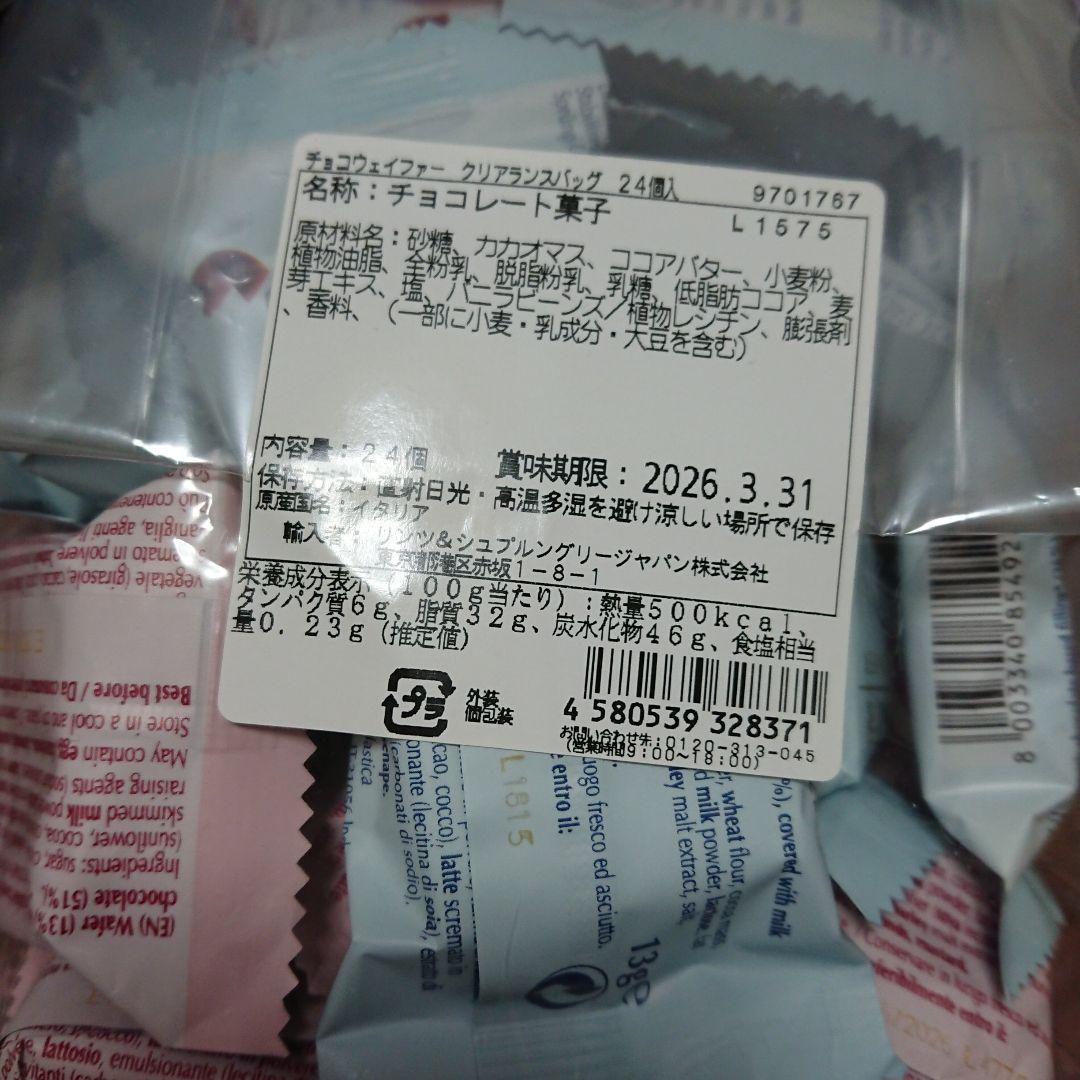 チョコウェイファー クリアランスバッグ 24個入 9701767
名称：チョコレート菓子 L1575
原材料名：砂糖、カカオマス、ココアバター、小麦粉、
植物油脂、全粉乳、脱脂粉乳、乳糖、低脂肪ココア、麦
芽エキス、塩、バニラビーンズ／植物レシチン、膨張剤
、香料、（一部に小麦・乳成分・大豆を含む）
内容量：24個 賞味期限：2026.3.31
保存方法：直射日光・高温多湿を避け涼しい場所で保存
原産国名：イタリア
輸入者：リンツ&シュプルングリージャパン株式会社
東京都港区赤坂1-8-1
栄養成分表示（100g当たり）：熱量500kcal、
タンパク質6g、脂質32g、炭水化物46g、食塩相当
量0.23g（推定値）
プラ
外装
個包装
4 580539 328371
お問い合わせ先：0120-313-045
（営業時間9:00～18:00）
8 003340 85492
Best before / Da
Store in a cool and
May contain
raising agents
skimmed milk
(sunflower, cocoa
Ingredients: sugar
chocolate (51%),
(EN) Wafer (13%
vegetale (girasole,
L1815
cao, cocco), latte scremato in
onante (lecitina di soia), estratto di
carbonati di sodio),
uogo fresco ed asciutto.
e entro il:
13g e
covered with milk
wheat flour,
milk powder,
ey malt extract, salt,
lattosio, emulsionante